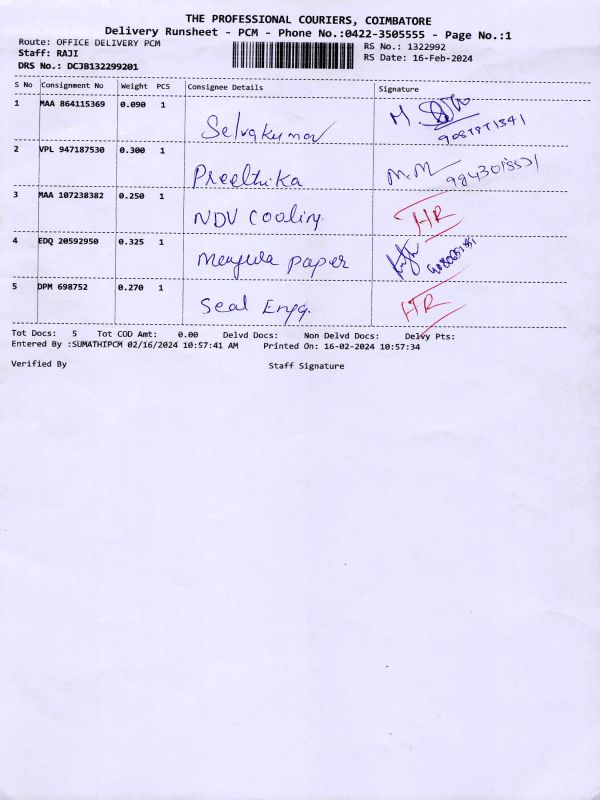 THE PROFESSIONAL COURIERS, COIMBATORE
Delivery Runsheet - PCM - Phone No.:0422-3505555 - Page No.:1
Route: OFFICE DELIVERY PCM
Staff: RAJI
DRS No.: DCJB132299201
RS No.: 1322992
RS Date: 16-Feb-2024
S No Consignment No Weight PCS Consignee Details Signature
1 MAA 864115369 0.090 1 Selvakumar
2 VPL 947187530 0.300 1 Preethika M.M
3 MAA 107238382 0.250 1 NDV Cooling. HR
4 EDQ 20592950 0.325 1 paper
5 DPM 698752 0.270 1 Seal Engg. HR
Tot Docs: 5 Tot COD Amt: 0.00 Delvd Docs: Non Delvd Docs: Delvy Pts:
Entered By :SUMATHIPCM 02/16/2024 10:57:41 AM Printed On: 16-02-2024 10:57:34
Verified By Staff Signature